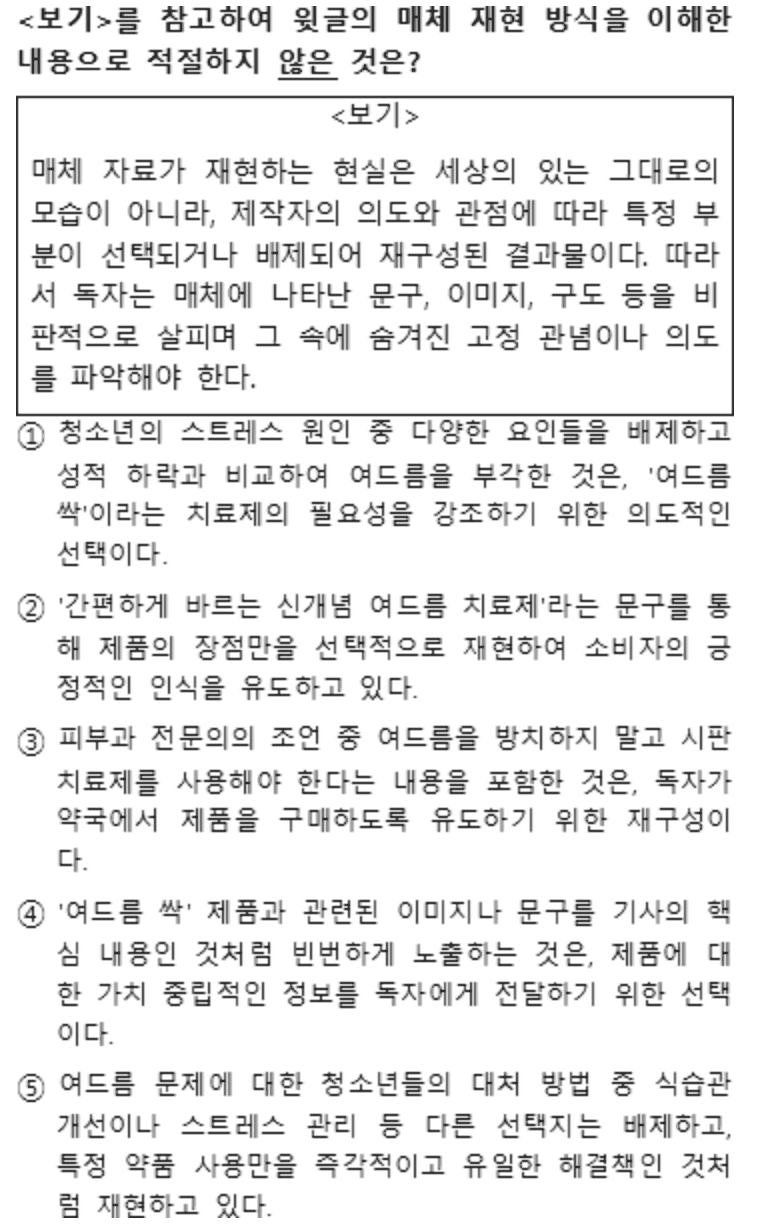 <보기>를 참고하여 윗글의 매체 재현 방식을 이해한
내용으로 적절하지 않은 것은?
<보기>
매체 자료가 재현하는 현실은 세상의 있는 그대로의
모습이 아니라, 제작자의 의도와 관점에 따라 특정 부
분이 선택되거나 배제되어 재구성된 결과물이다. 따라
서 독자는 매체에 나타난 문구, 이미지, 구도 등을 비
판적으로 살피며 그 속에 숨겨진 고정 관념이나 의도
를 파악해야 한다.
① 청소년의 스트레스 원인 중 다양한 요인들을 배제하고
성적 하락과 비교하여 여드름을 부각한 것은, '여드름
싹'이라는 치료제의 필요성을 강조하기 위한 의도적인
선택이다.
② '간편하게 바르는 신개념 여드름 치료제'라는 문구를 통
해 제품의 장점만을 선택적으로 재현하여 소비자의 긍
정적인 인식을 유도하고 있다.
③ 피부과 전문의의 조언 중 여드름을 방치하지 말고 시판
치료제를 사용해야 한다는 내용을 포함한 것은, 독자가
약국에서 제품을 구매하도록 유도하기 위한 재구성이
다.
④ '여드름 싹' 제품과 관련된 이미지나 문구를 기사의 핵
심 내용인 것처럼 빈번하게 노출하는 것은, 제품에 대
한 가치 중립적인 정보를 독자에게 전달하기 위한 선택
이다.
⑤ 여드름 문제에 대한 청소년들의 대처 방법 중 식습관
개선이나 스트레스 관리 등 다른 선택지는 배제하고,
특정 약품 사용만을 즉각적이고 유일한 해결책인 것처
럼 재현하고 있다.